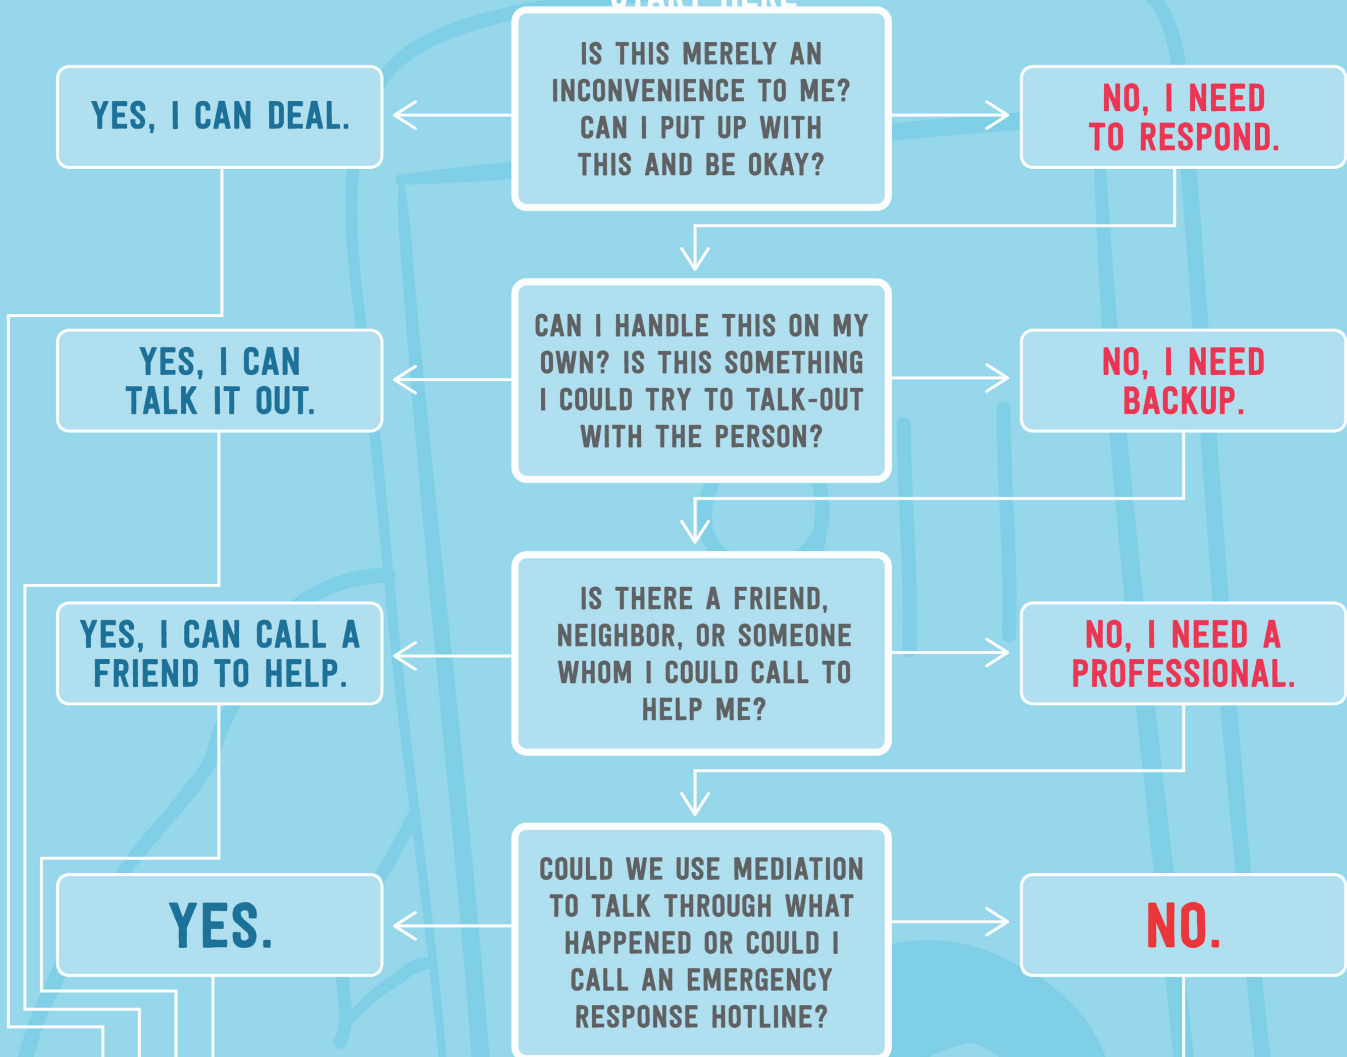 START HERE
IS THIS MERELY AN
INCONVENIENCE TO ME?
CAN I PUT UP WITH
THIS AND BE OKAY?
YES, I CAN DEAL.
NO, I NEED
TO RESPOND.
CAN I HANDLE THIS ON MY
OWN? IS THIS SOMETHING
I COULD TRY TO TALK-OUT
WITH THE PERSON?
YES, I CAN
TALK IT OUT.
NO, I NEED
BACKUP.
IS THERE A FRIEND,
NEIGHBOR, OR SOMEONE
WHOM I COULD CALL TO
HELP ME?
YES, I CAN CALL A
FRIEND TO HELP.
NO, I NEED A
PROFESSIONAL.
COULD WE USE MEDIATION
TO TALK THROUGH WHAT
HAPPENED OR COULD I
CALL AN EMERGENCY
RESPONSE HOTLINE?
YES.
NO.